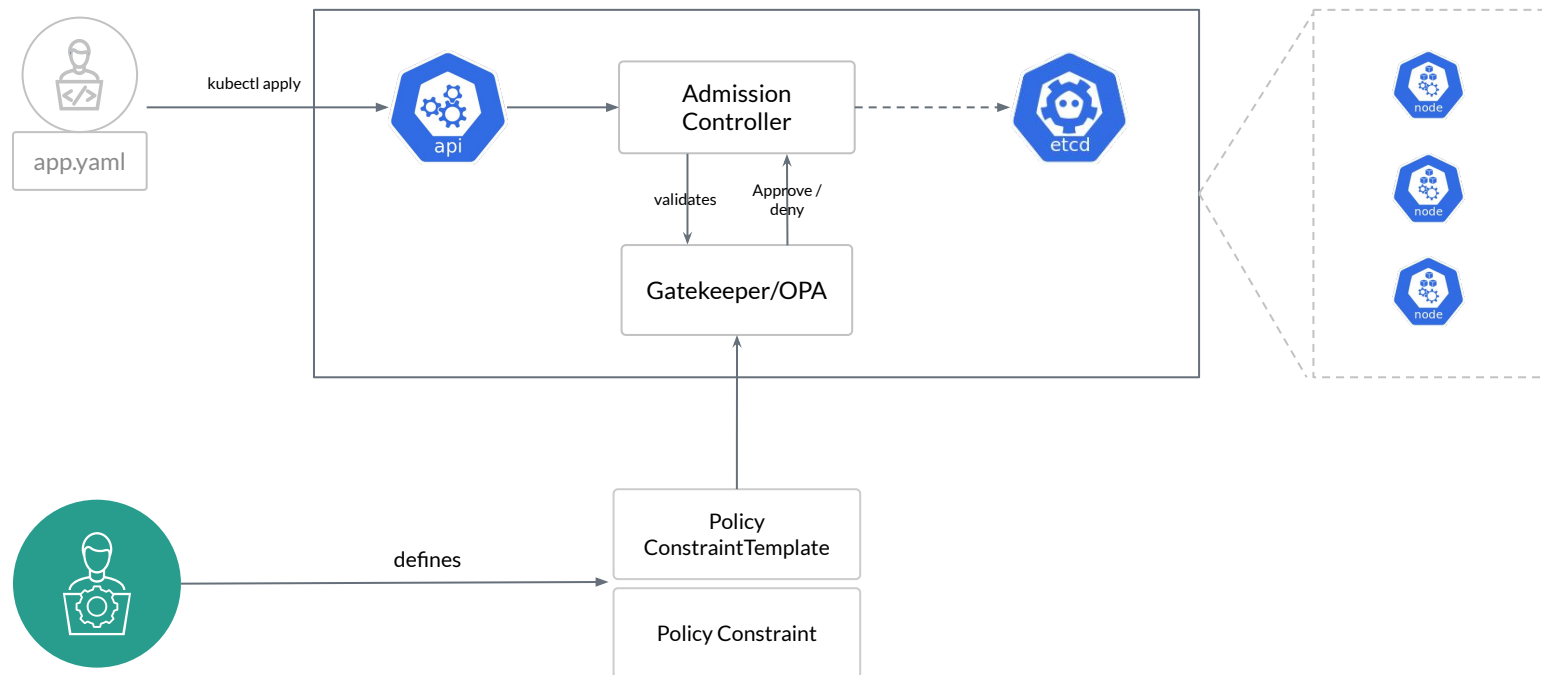 kubectl apply
app.yaml
api
Admission
Controller
etcd
validates
Approve /
deny
Gatekeeper/OPA
node
node
node
defines
Policy
ConstraintTemplate
Policy Constraint